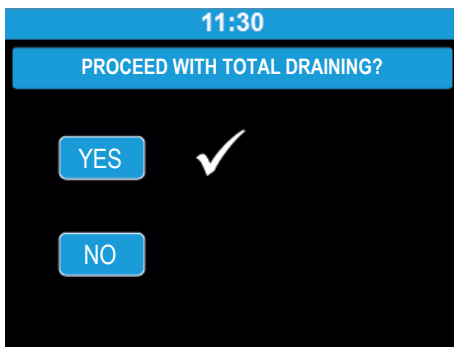 11:30
PROCEED WITH TOTAL DRAINING?
YES
NO